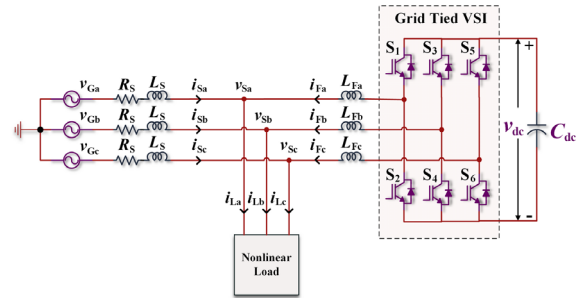 Grid Tied VSI
S1 S3 S5
+
vGa RS LS iSa vSa iFa LFa
vGb RS LS iSb vSb iFb LFb
vdc Cdc
vGc RS LS iSc vSc iFc LFc
S2 S4 S6
iLa iLb iLc
-
Nonlinear
Load